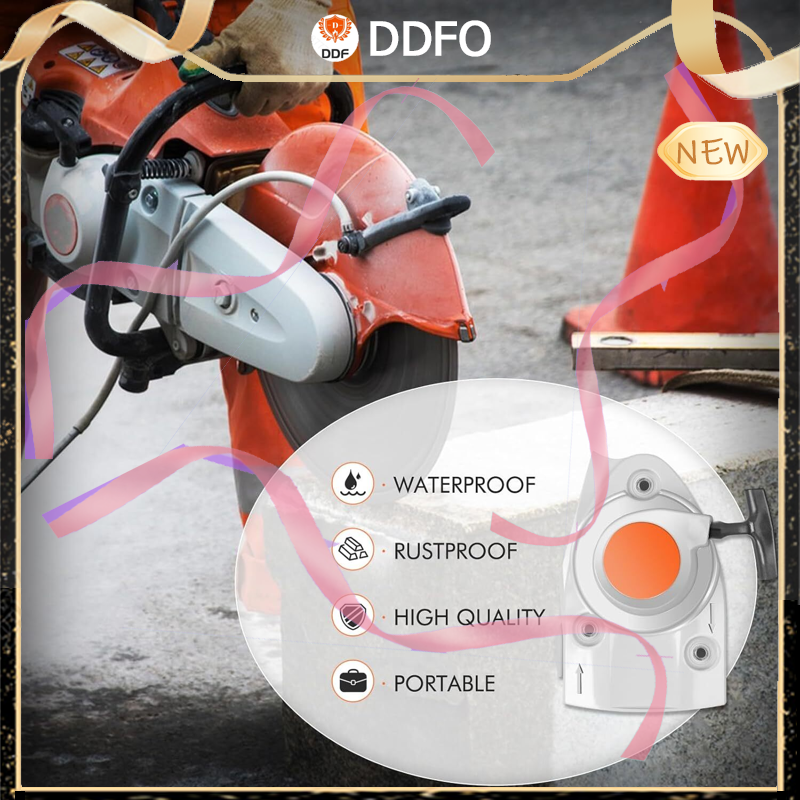 DDF
DDFO
NEW
WATERPROOF
RUSTPROOF
HIGH QUALITY
PORTABLE